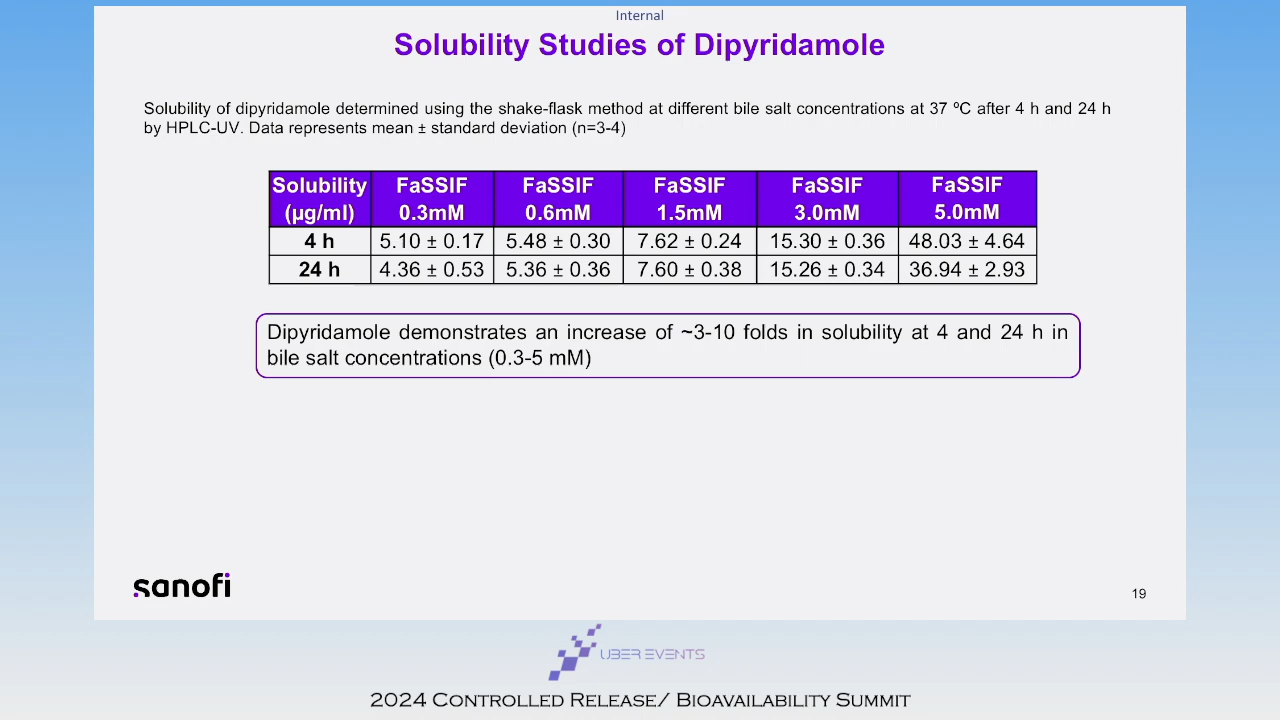 Internal
Solubility Studies of Dipyridamole
Solubility of dipyridamole determined using the shake-flask method at different bile salt concentrations at 37 ºC after 4 h and 24 h
by HPLC-UV. Data represents mean ± standard deviation (n=3-4)
Solubility (µg/ml) FaSSIF 0.3mM FaSSIF 0.6mM FaSSIF 1.5mM FaSSIF 3.0mM FaSSIF 5.0mM
4 h 5.10 ± 0.17 5.48 ± 0.30 7.62 ± 0.24 15.30 ± 0.36 48.03 ± 4.64
24 h 4.36 ± 0.53 5.36 ± 0.36 7.60 ± 0.38 15.26 ± 0.34 36.94 ± 2.93
Dipyridamole demonstrates an increase of ~3-10 folds in solubility at 4 and 24 h in
bile salt concentrations (0.3-5 mM)
sanofi
19
UBER EVENTS
2024 Controlled Release/ Bioavailability Summit